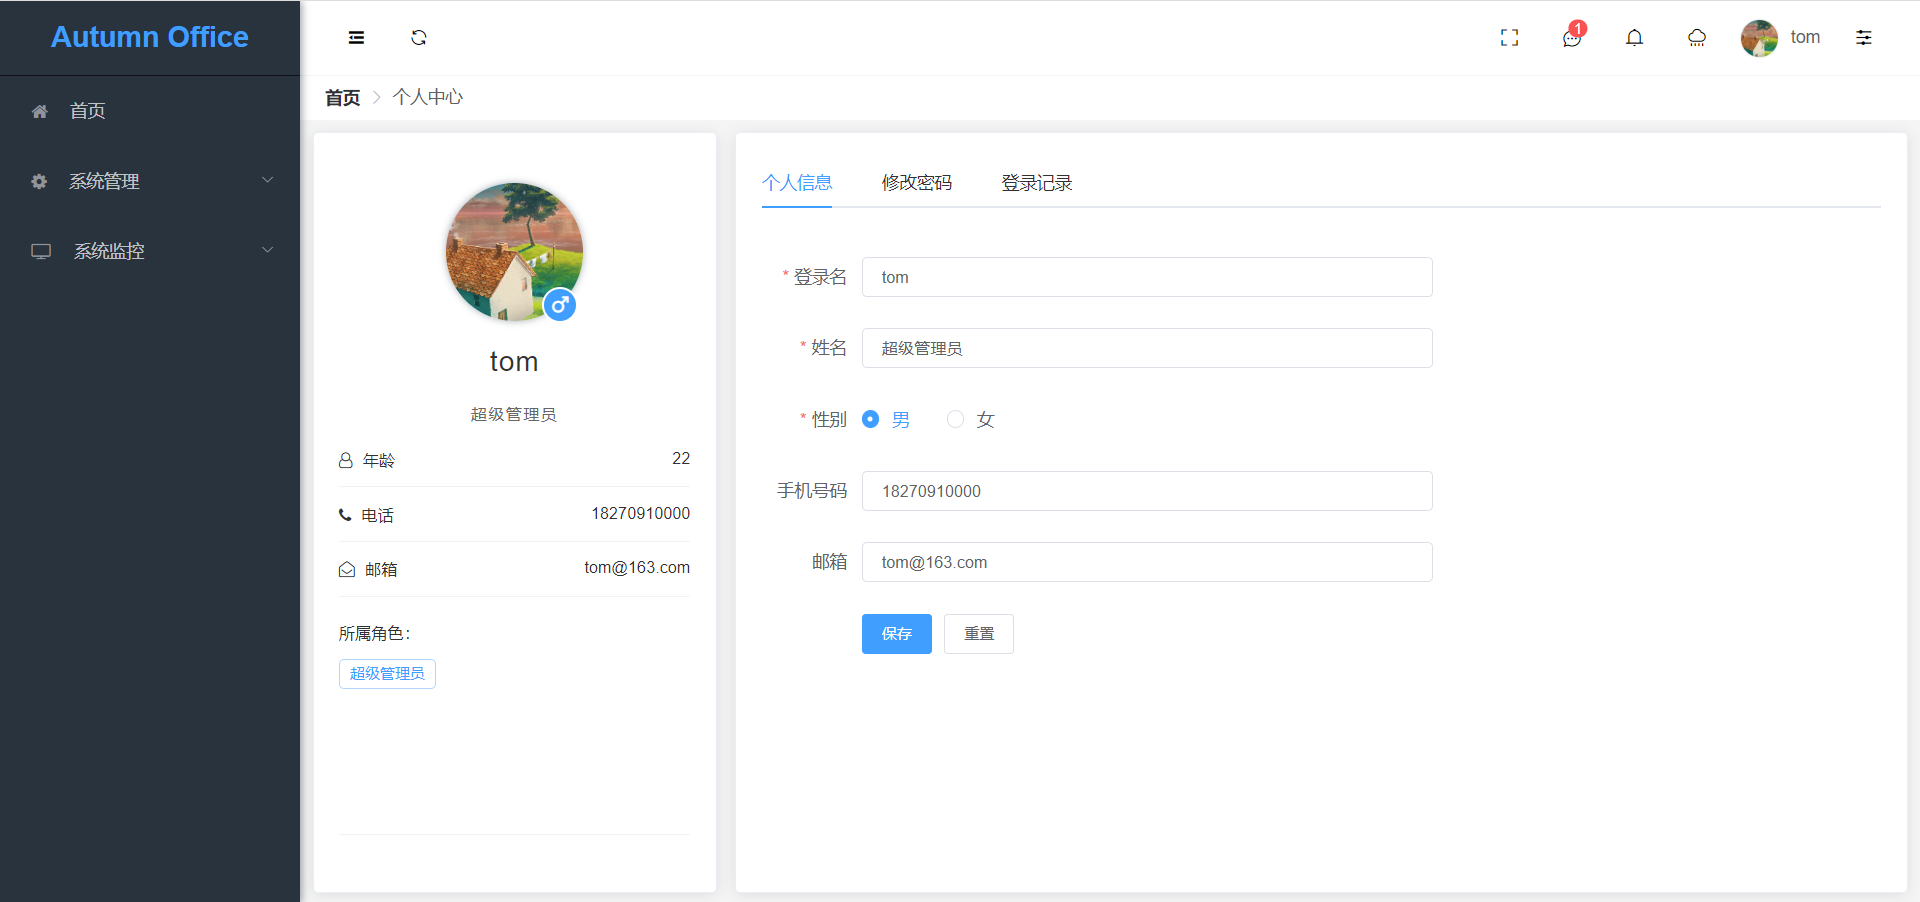 Autumn Office
1
tom
首页
系统管理
系统监控
首页 个人中心
tom
超级管理员
年龄 22
电话 18270910000
邮箱 tom@163.com
所属角色：
超级管理员
个人信息 修改密码 登录记录
* 登录名 tom
* 姓名 超级管理员
* 性别 男 女
手机号码 18270910000
邮箱 tom@163.com
保存 重置